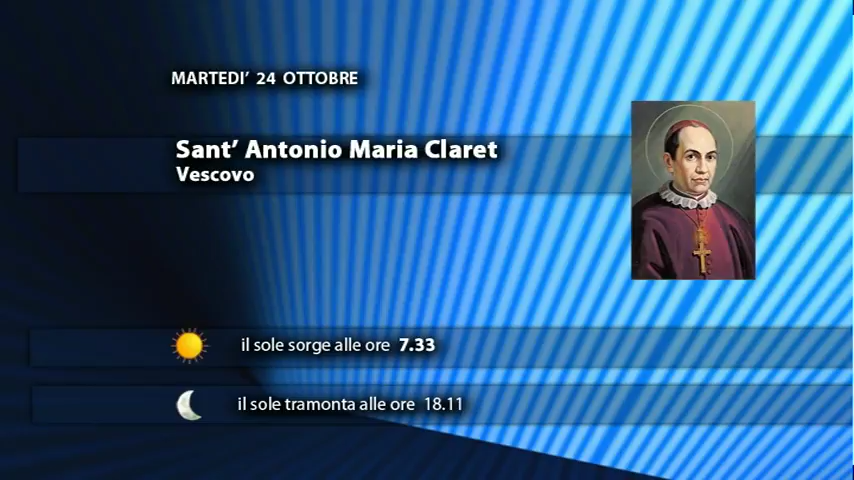 MARTEDI’ 24 OTTOBRE
Sant’ Antonio Maria Claret
Vescovo
il sole sorge alle ore 7.33
il sole tramonta alle ore 18.11